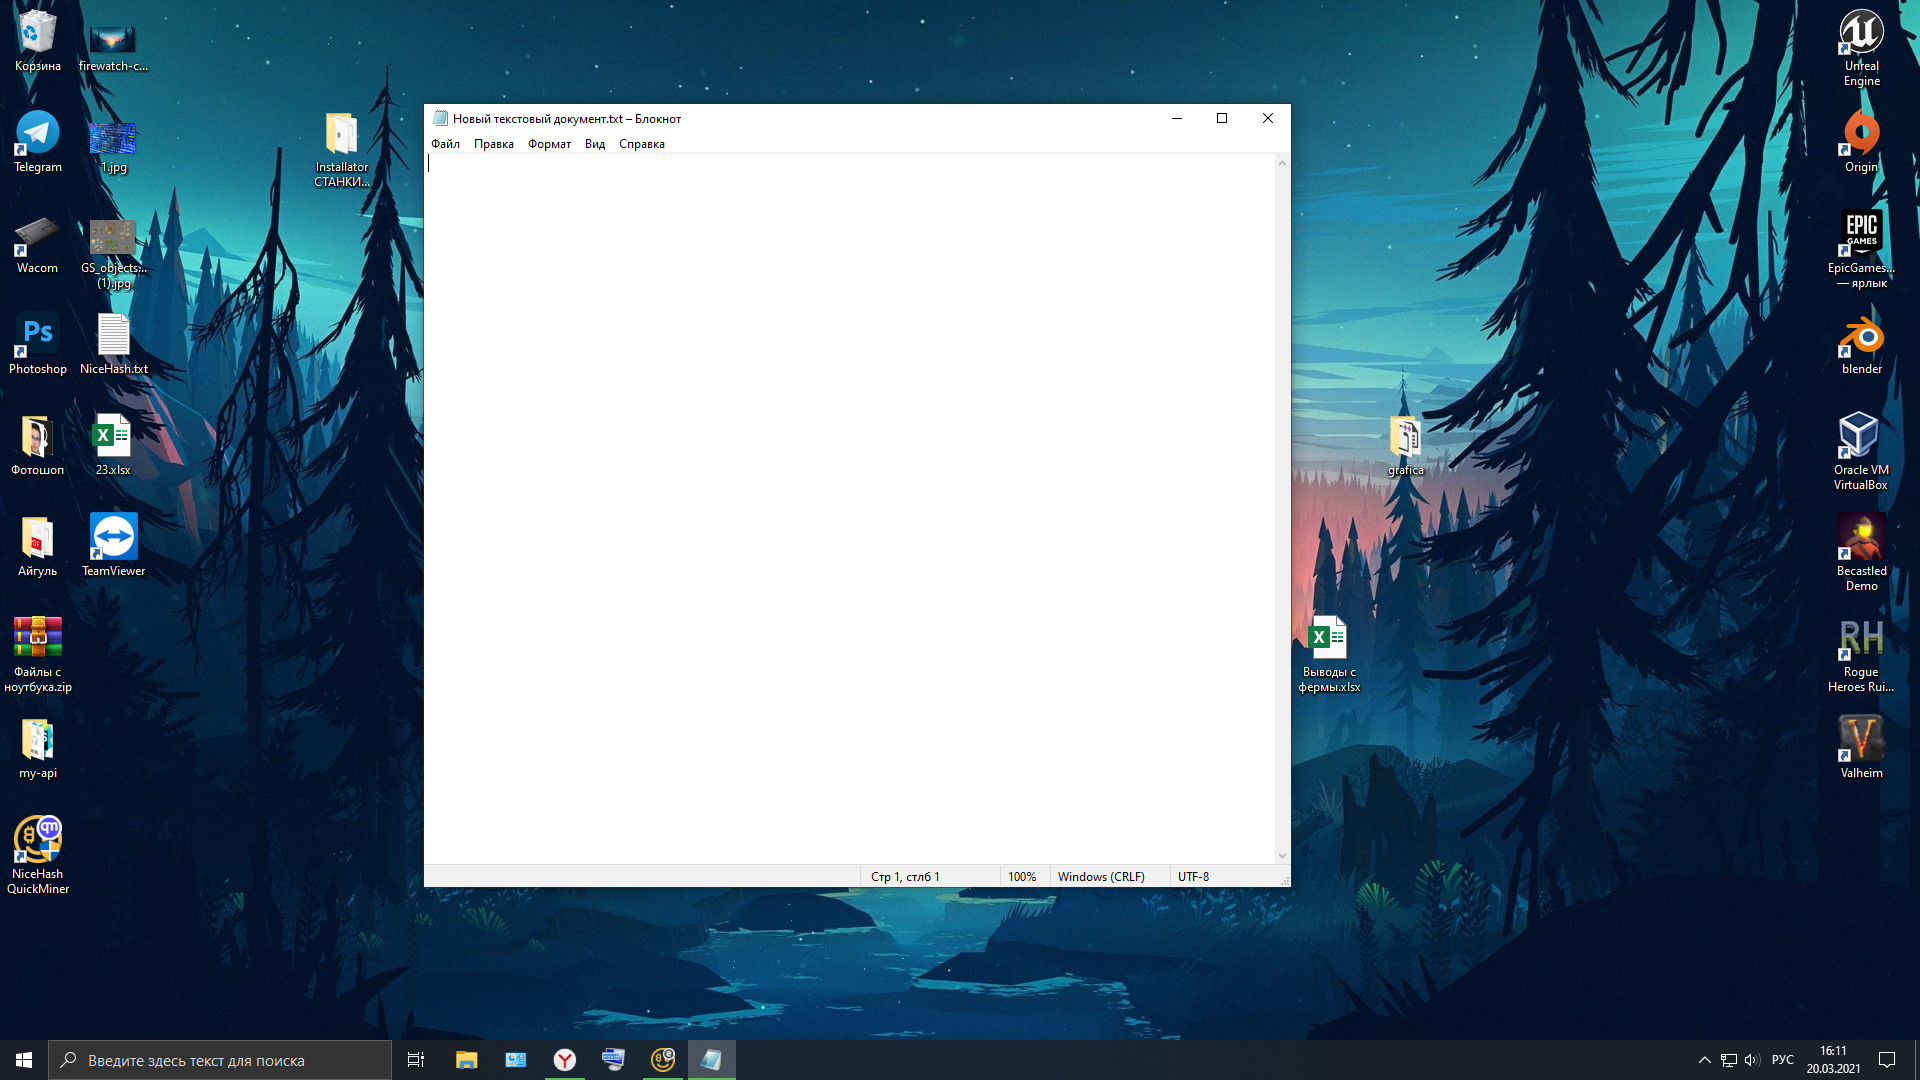 Корзина
firewatch-c...
Telegram
1.jpg
Wacom
GS_objects...
(1).jpg
Ps
Photoshop
NiceHash.txt
Фотошоп
X
23.xlsx
PDF
Айгуль
TeamViewer
Файлы с
ноутбука.zip
my-api
qm
NiceHash
QuickMiner
Installator
СТАНКИ...
Новый текстовый документ.txt – Блокнот
Файл Правка Формат Вид Справка
Стр 1, стлб 1 100% Windows (CRLF) UTF-8
grafica
X
Выводы с
фермы.xlsx
Unreal
Engine
Origin
EPIC
GAMES
EpicGames...
— ярлык
blender
Oracle VM
VirtualBox
Becastled
Demo
RH
Rogue
Heroes Rui...
V
Valheim
Введите здесь текст для поиска
Y
РУС
16:11
20.03.2021